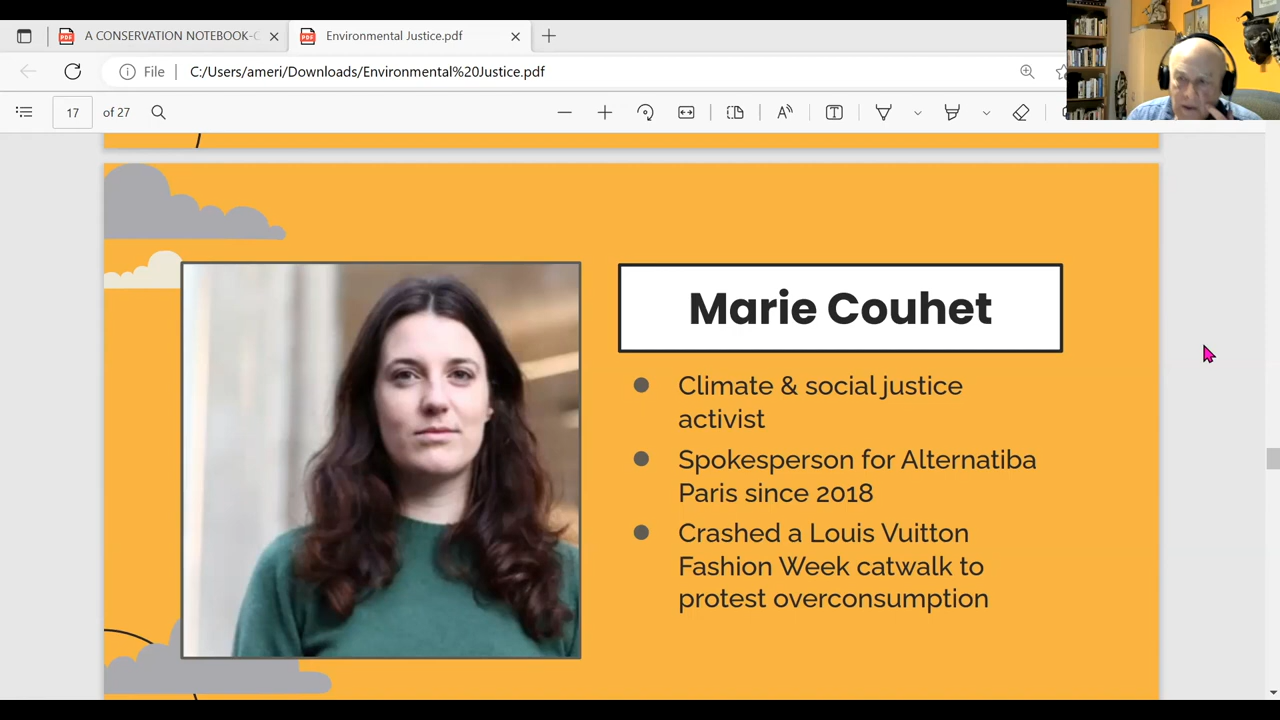 A CONSERVATION NOTEBOOK-C
Environmental Justice.pdf
File
C:/Users/ameri/Downloads/Environmental%20Justice.pdf
17 of 27
Marie Couhet
Climate & social justice
activist
Spokesperson for Alternatiba
Paris since 2018
Crashed a Louis Vuitton
Fashion Week catwalk to
protest overconsumption